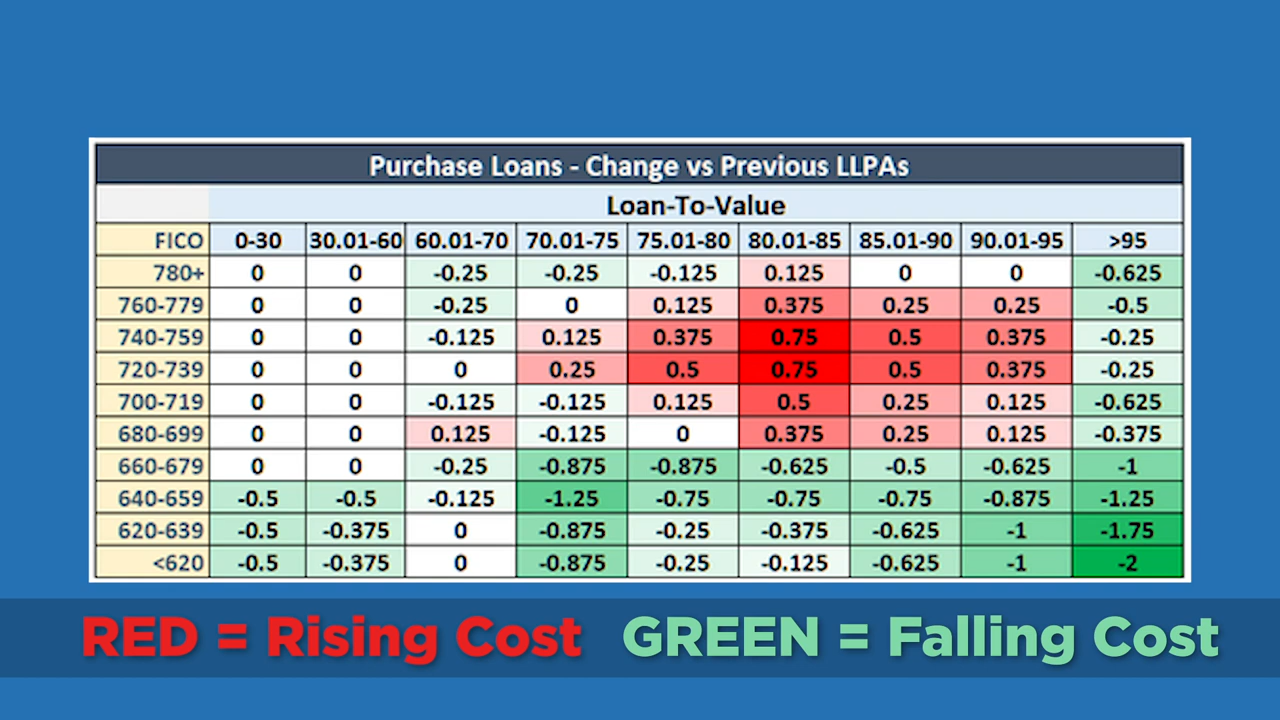 Purchase Loans - Change vs Previous LLPAs
Loan-To-Value
FICO 0-30 30.01-60 60.01-70 70.01-75 75.01-80 80.01-85 85.01-90 90.01-95 >95
780+ 0 0 -0.25 -0.25 -0.125 0.125 0 0 -0.625
760-779 0 0 -0.25 0 0.125 0.375 0.25 0.25 -0.5
740-759 0 0 -0.125 0.125 0.375 0.75 0.5 0.375 -0.25
720-739 0 0 0 0.25 0.5 0.75 0.5 0.375 -0.25
700-719 0 0 -0.125 -0.125 0.125 0.5 0.25 0.125 -0.625
680-699 0 0 0.125 -0.125 0 0.375 0.25 0.125 -0.375
660-679 0 0 -0.25 -0.875 -0.875 -0.625 -0.5 -0.625 -1
640-659 -0.5 -0.5 -0.125 -1.25 -0.75 -0.75 -0.75 -0.875 -1.25
620-639 -0.5 -0.375 0 -0.875 -0.25 -0.375 -0.625 -1 -1.75
<620 -0.5 -0.375 0 -0.875 -0.25 -0.125 -0.625 -1 -2
RED = Rising Cost GREEN = Falling Cost